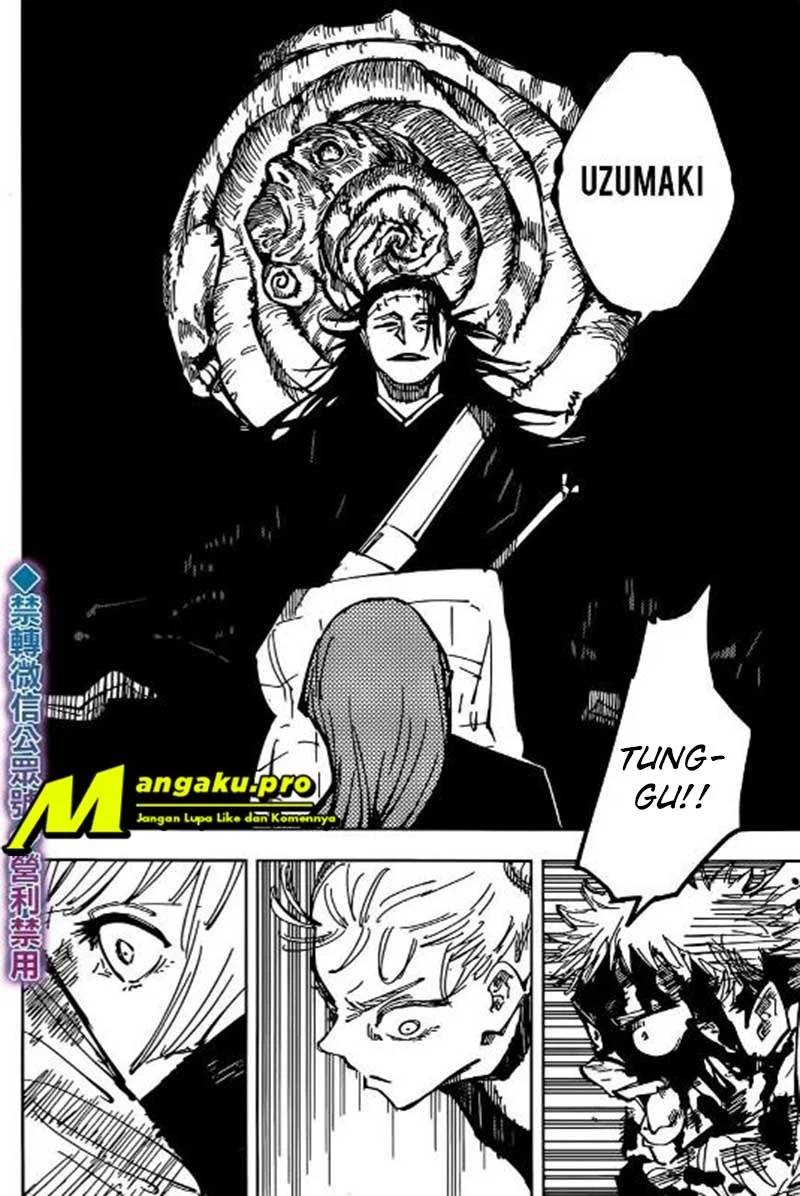 UZUMAKI
TUNG-
GU!!
Mangaku.pro
Jangan Lupa Like dan Komennya
◆禁轉微信公眾號 營利禁用